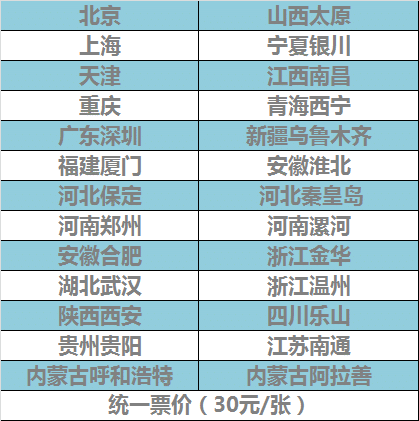 北京 山西太原
上海 宁夏银川
天津 江西南昌
重庆 青海西宁
广东深圳 新疆乌鲁木齐
福建厦门 安徽淮北
河北保定 河北秦皇岛
河南郑州 河南漯河
安徽合肥 浙江金华
湖北武汉 浙江温州
陕西西安 四川乐山
贵州贵阳 江苏南通
内蒙古呼和浩特 内蒙古阿拉善
统一票价（30元/张）